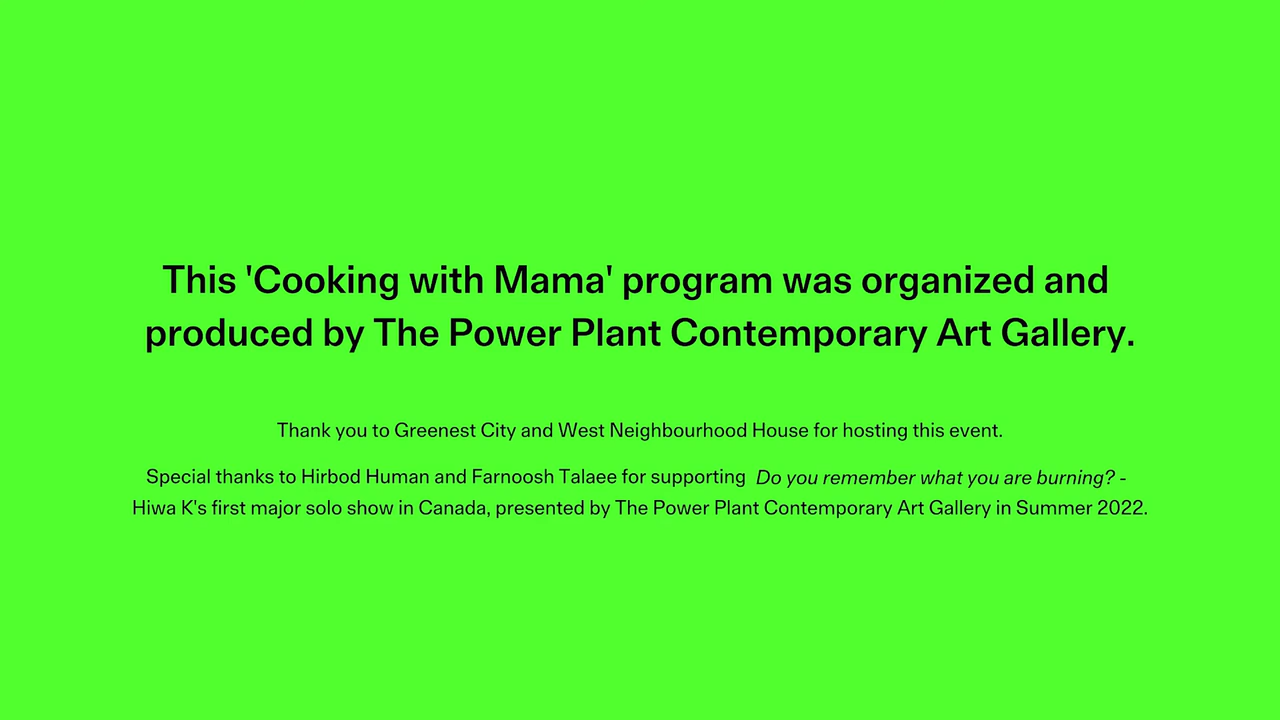 This 'Cooking with Mama' program was organized and
produced by The Power Plant Contemporary Art Gallery.
Thank you to Greenest City and West Neighbourhood House for hosting this event.
Special thanks to Hirbod Human and Farnoosh Talaee for supporting Do you remember what you are burning? -
Hiwa K's first major solo show in Canada, presented by The Power Plant Contemporary Art Gallery in Summer 2022.